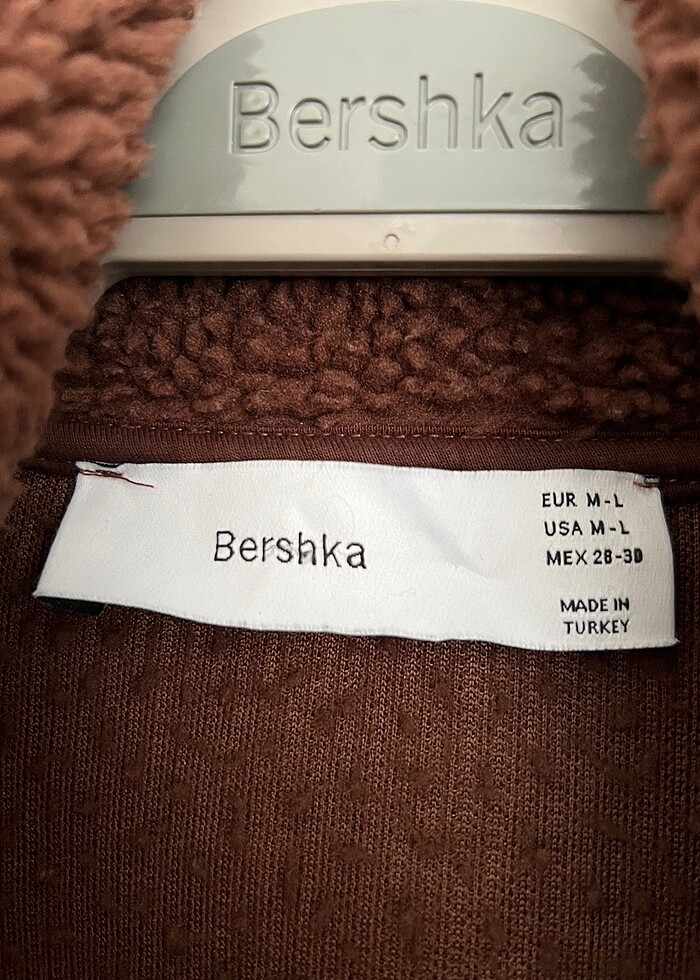 Bershka
Bershka
EUR M-L
USA M-L
MEX 28-30
MADE IN
TURKEY